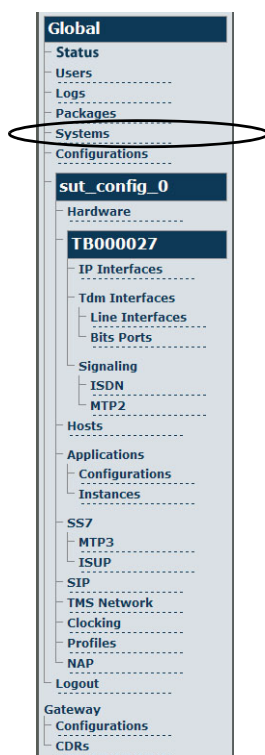 Global
Status
Users
Logs
Packages
Systems
Configurations
sut_config_0
Hardware
TB000027
IP Interfaces
Tdm Interfaces
Line Interfaces
Bits Ports
Signaling
ISDN
MTP2
Hosts
Applications
Configurations
Instances
SS7
MTP3
ISUP
SIP
TMS Network
Clocking
Profiles
NAP
Logout
Gateway
Configurations
CDRs